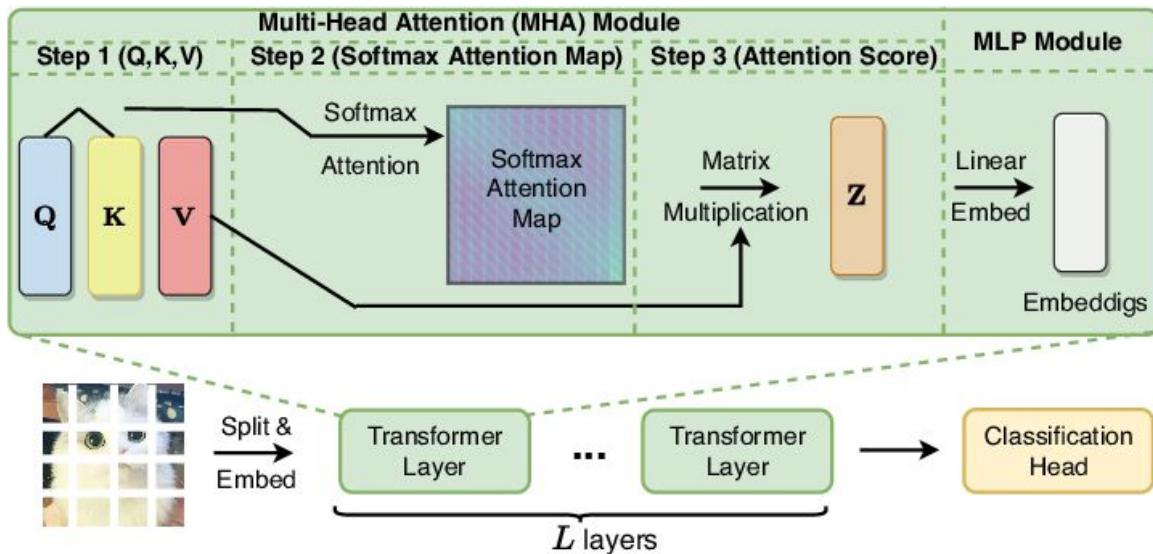 Multi-Head Attention (MHA) Module
Step 1 (Q,K,V)
Step 2 (Softmax Attention Map)
Step 3 (Attention Score)
MLP Module
Q
K
V
Softmax
Attention
Softmax
Attention
Map
Matrix
Multiplication
Z
Linear
Embed
Embeddigs
Split &
Embed
Transformer
Layer
...
Transformer
Layer
Classification
Head
L layers